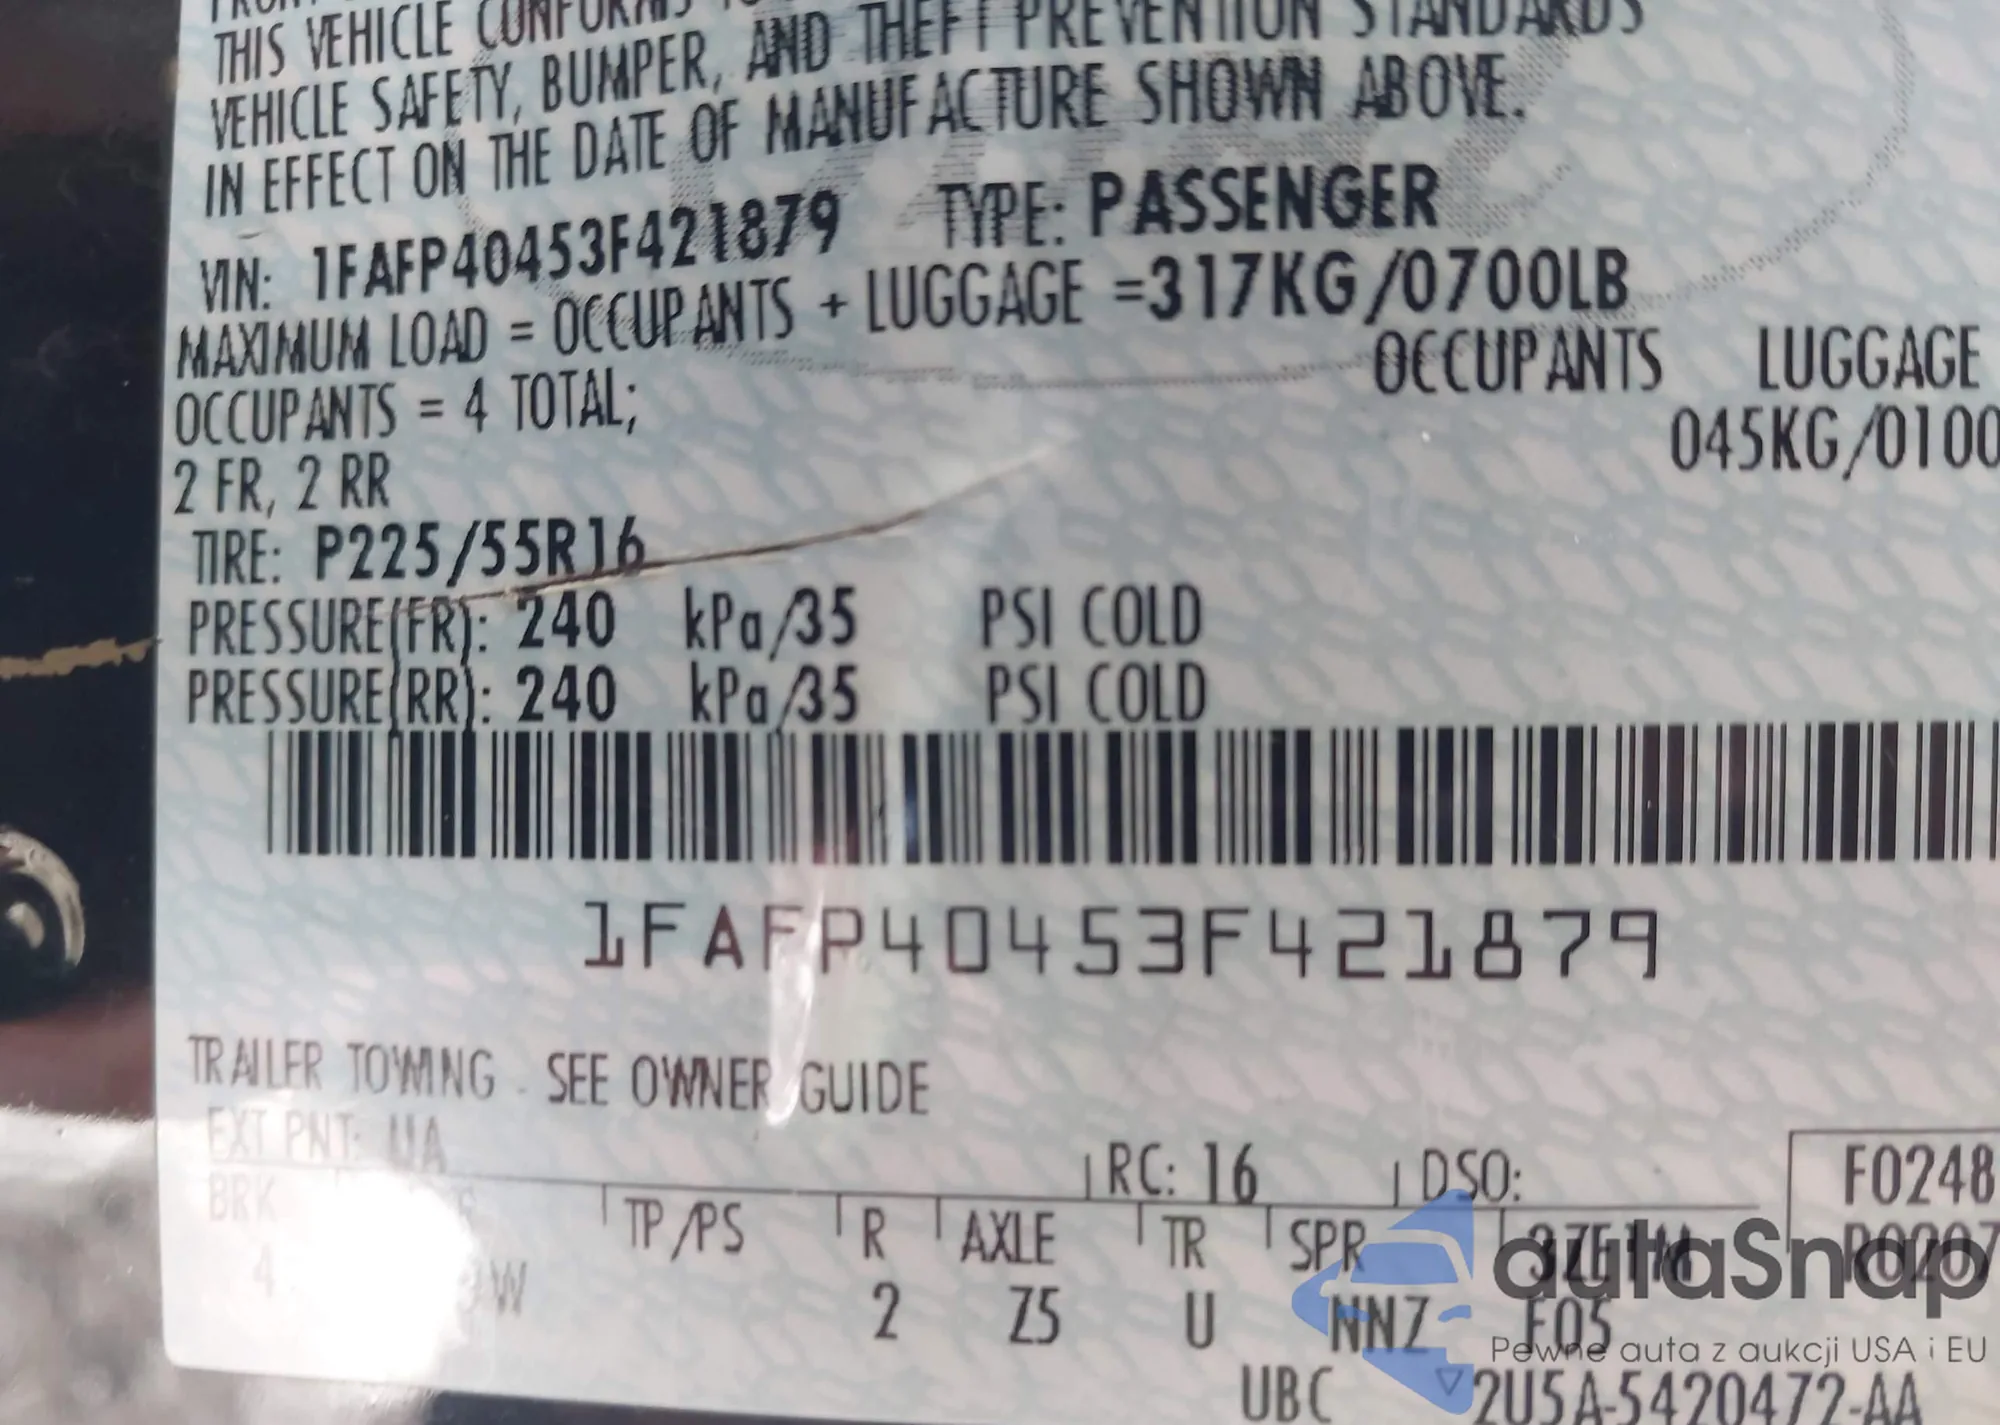 THIS VEHICLE CONFORMS
VEHICLE SAFETY, BUMPER, AND THEFT PREVENTION STANDARDS
IN EFFECT ON THE DATE OF MANUFACTURE SHOWN ABOVE.
VIN: 1FAFP40453F421879 TYPE: PASSENGER
MAXIMUM LOAD = OCCUPANTS + LUGGAGE =317KG/0700LB
OCCUPANTS = 4 TOTAL; OCCUPANTS LUGGAGE
2 FR, 2 RR 045KG/0100
TIRE: P225/55R16
PRESSURE(FR): 240 kPa/35 PSI COLD
PRESSURE(RR): 240 kPa/35 PSI COLD
1FAFP40453F421879
TRAILER TOWING - SEE OWNER GUIDE
EXT PNT: UA RC: 16 DSO: F0248
BRK TP/PS R AXLE TR SPR R0207
4 W 2 Z5 U NNZ F05
UBC ▽2U5A-5420472-AA
autaSnap
Pewne auta z aukcji USA i EU